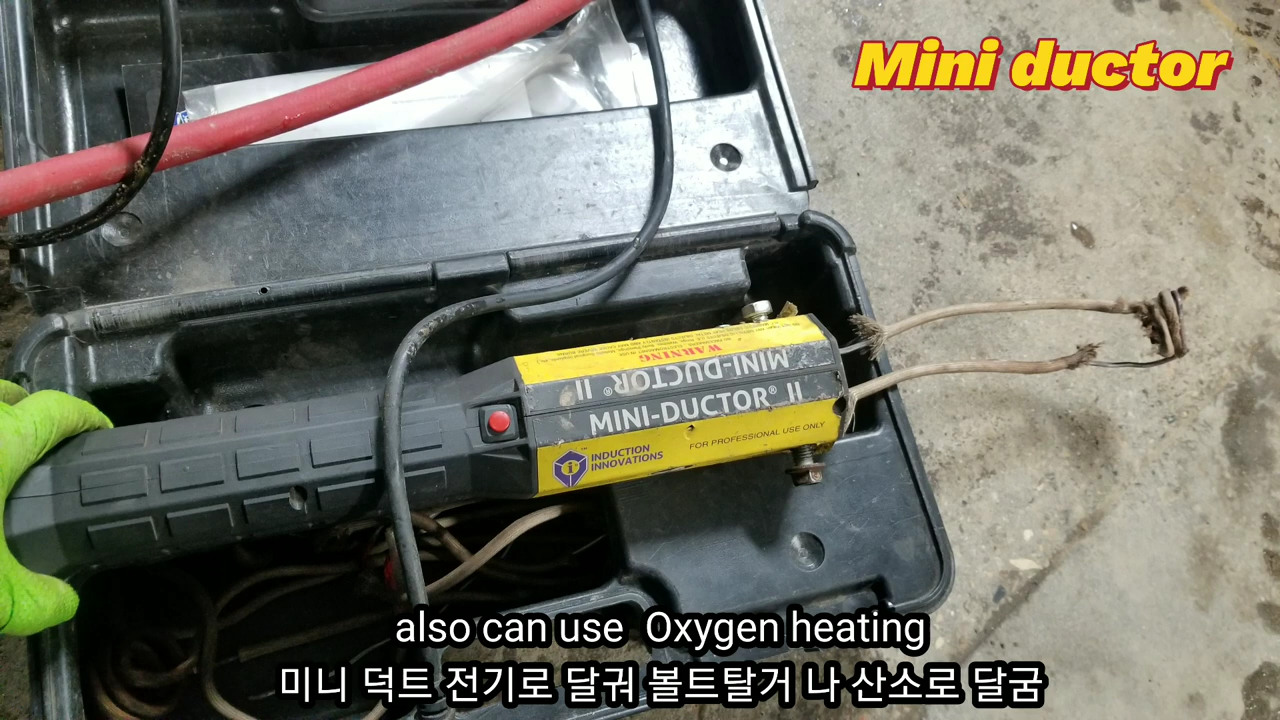 Mini ductor
WARNING
MINI-DUCTOR® II
MINI-DUCTOR® II
INDUCTION
INNOVATIONS™
FOR PROFESSIONAL USE ONLY
also can use Oxygen heating
미니 덕트 전기로 달궈 볼트탈거 나 산소로 달굼